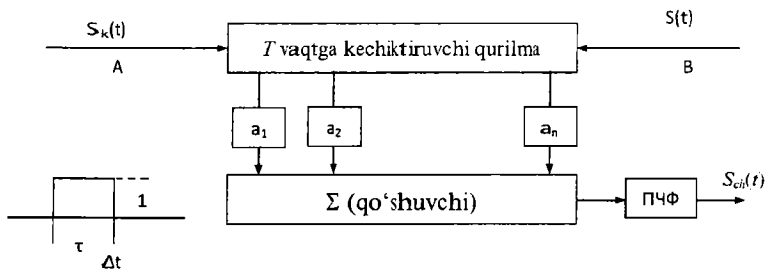 Sₖ(t)
A
T vaqtga kechiktiruvchi qurilma
S(t)
B
a₁
a₂
aₙ
1
τ
Δt
Σ (qo‘shuvchi)
ПЧФ
S_ch(t)